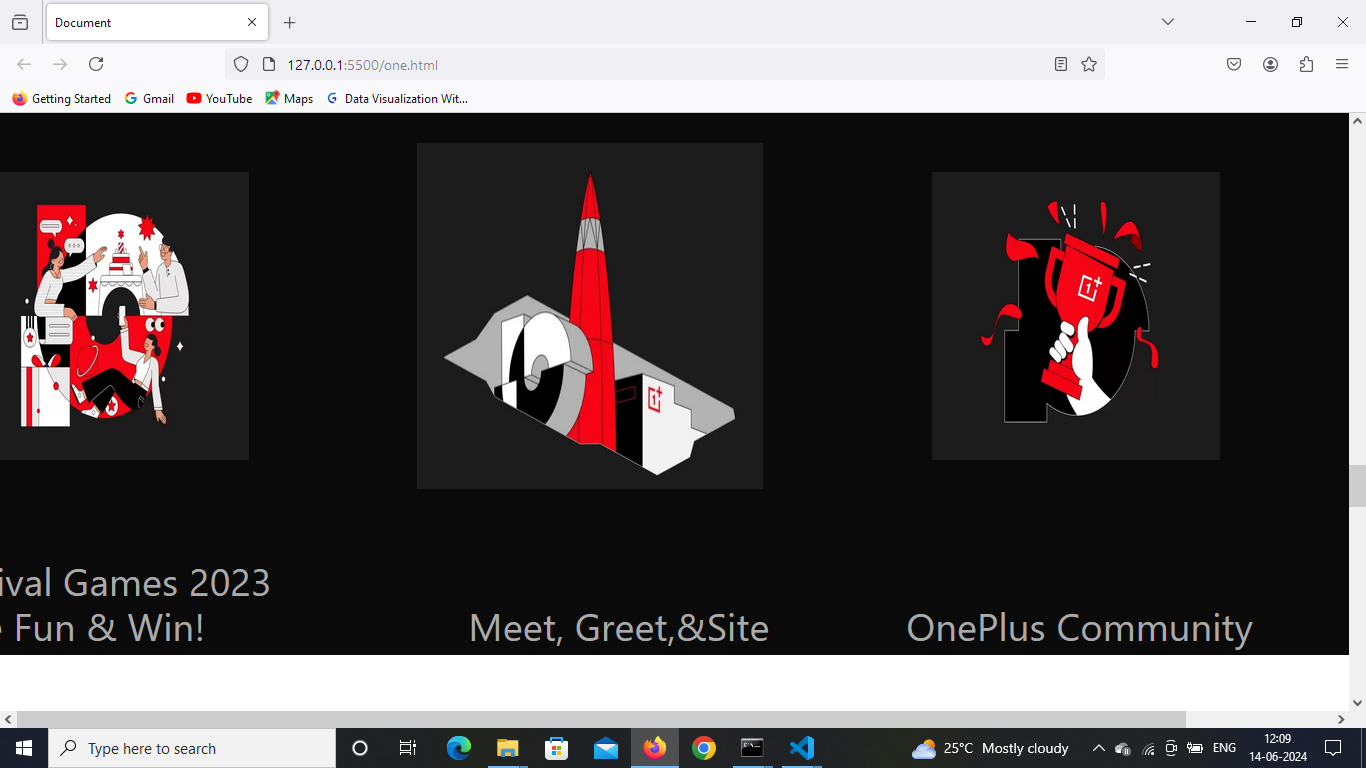 Document
127.0.0.1:5500/one.html
Getting Started
Gmail
YouTube
Maps
Data Visualization Wit...
ival Games 2023
Fun & Win!
Meet, Greet,&Site
OnePlus Community
Type here to search
25°C Mostly cloudy
ENG
12:09
14-06-2024